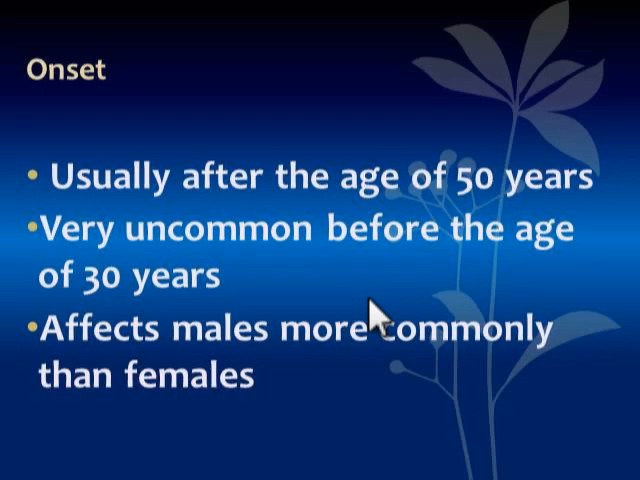 Onset
• Usually after the age of 50 years
•Very uncommon before the age
of 30 years
•Affects males more commonly
than females